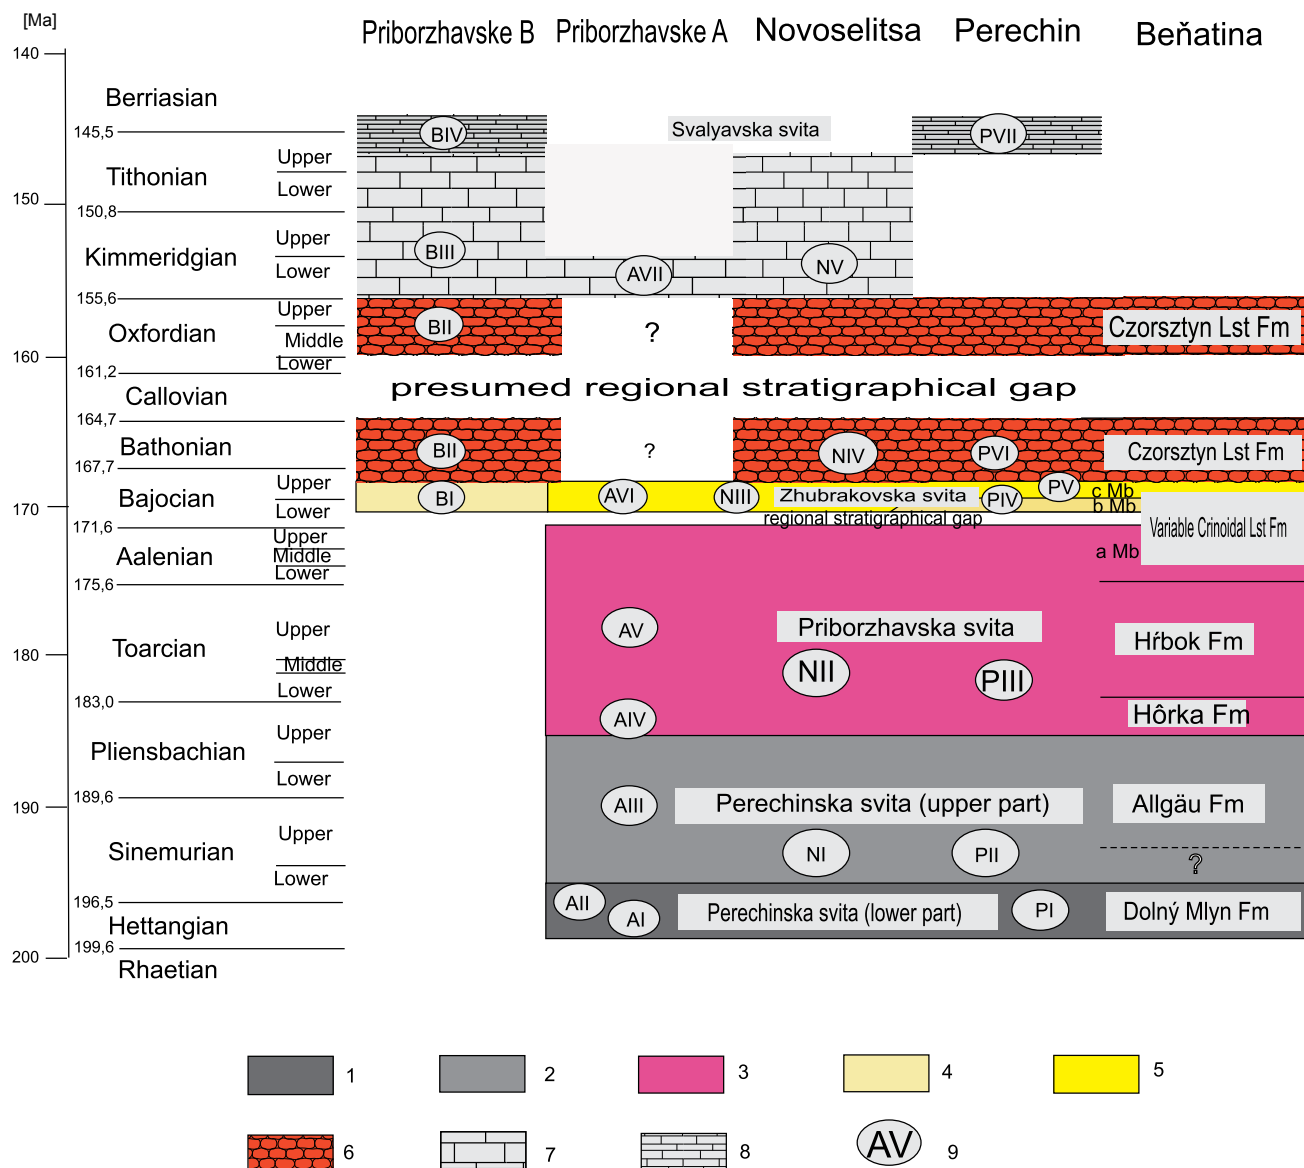 [Ma]
Priborzhavske B
Priborzhavske A
Novoselitsa
Perechin
Beňatina
140
Berriasian
145,5
BIV
Svalyavska svita
PVII
Upper
Tithonian
Lower
150
150,8
Upper
Kimmeridgian
Lower
BIII
AVII
NV
155,6
Upper
Oxfordian
Middle
Lower
BII
?
Czorsztyn Lst Fm
160
161,2
presumed regional stratigraphical gap
Callovian
164,7
Bathonian
BII
?
NIV
PVI
Czorsztyn Lst Fm
167,7
Upper
Bajocian
Lower
BI
AVI
NIII
Zhubrakovska svita
PIV
PV
c Mb
b Mb
170
regional stratigraphical gap
Variable Crinoidal Lst Fm
171,6
Upper
Aalenian
Middle
Lower
a Mb
175,6
Upper
Toarcian
Middle
Lower
AV
Priborzhavska svita
Hŕbok Fm
180
NII
PIII
183,0
AIV
Hôrka Fm
Upper
Pliensbachian
Lower
189,6
190
AIII
Perechinska svita (upper part)
Allgäu Fm
Upper
Sinemurian
Lower
NI
PII
?
196,5
AII
AI
Perechinska svita (lower part)
PI
Dolný Mlyn Fm
Hettangian
199,6
200
Rhaetian
1
2
3
4
5
6
7
8
AV
9